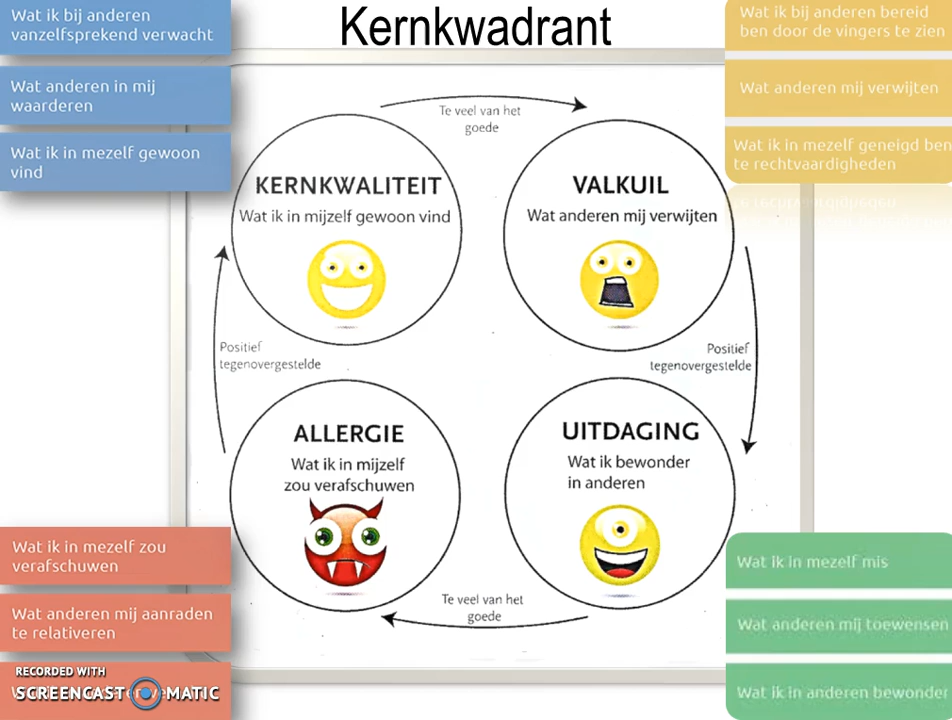 Kernkwadrant
Wat ik bij anderen
vanzelfsprekend verwacht
Wat anderen in mij
waarderen
Wat ik in mezelf gewoon
vind
Wat ik bij anderen bereid
ben door de vingers te zien
Wat anderen mij verwijten
Wat ik in mezelf geneigd ben
te rechtvaardigheden
Te veel van het
goede
KERNKWALITEIT
Wat ik in mijzelf gewoon vind
VALKUIL
Wat anderen mij verwijten
Positief
tegenovergestelde
Positief
tegenovergestelde
ALLERGIE
Wat ik in mijzelf
zou verafschuwen
UITDAGING
Wat ik bewonder
in anderen
Te veel van het
goede
Wat ik in mezelf zou
verafschuwen
Wat anderen mij aanraden
te relativeren
RECORDED WITH
SCREENCAST MATIC
Wat ik in mezelf mis
Wat anderen mij toewensen
Wat ik in anderen bewonder